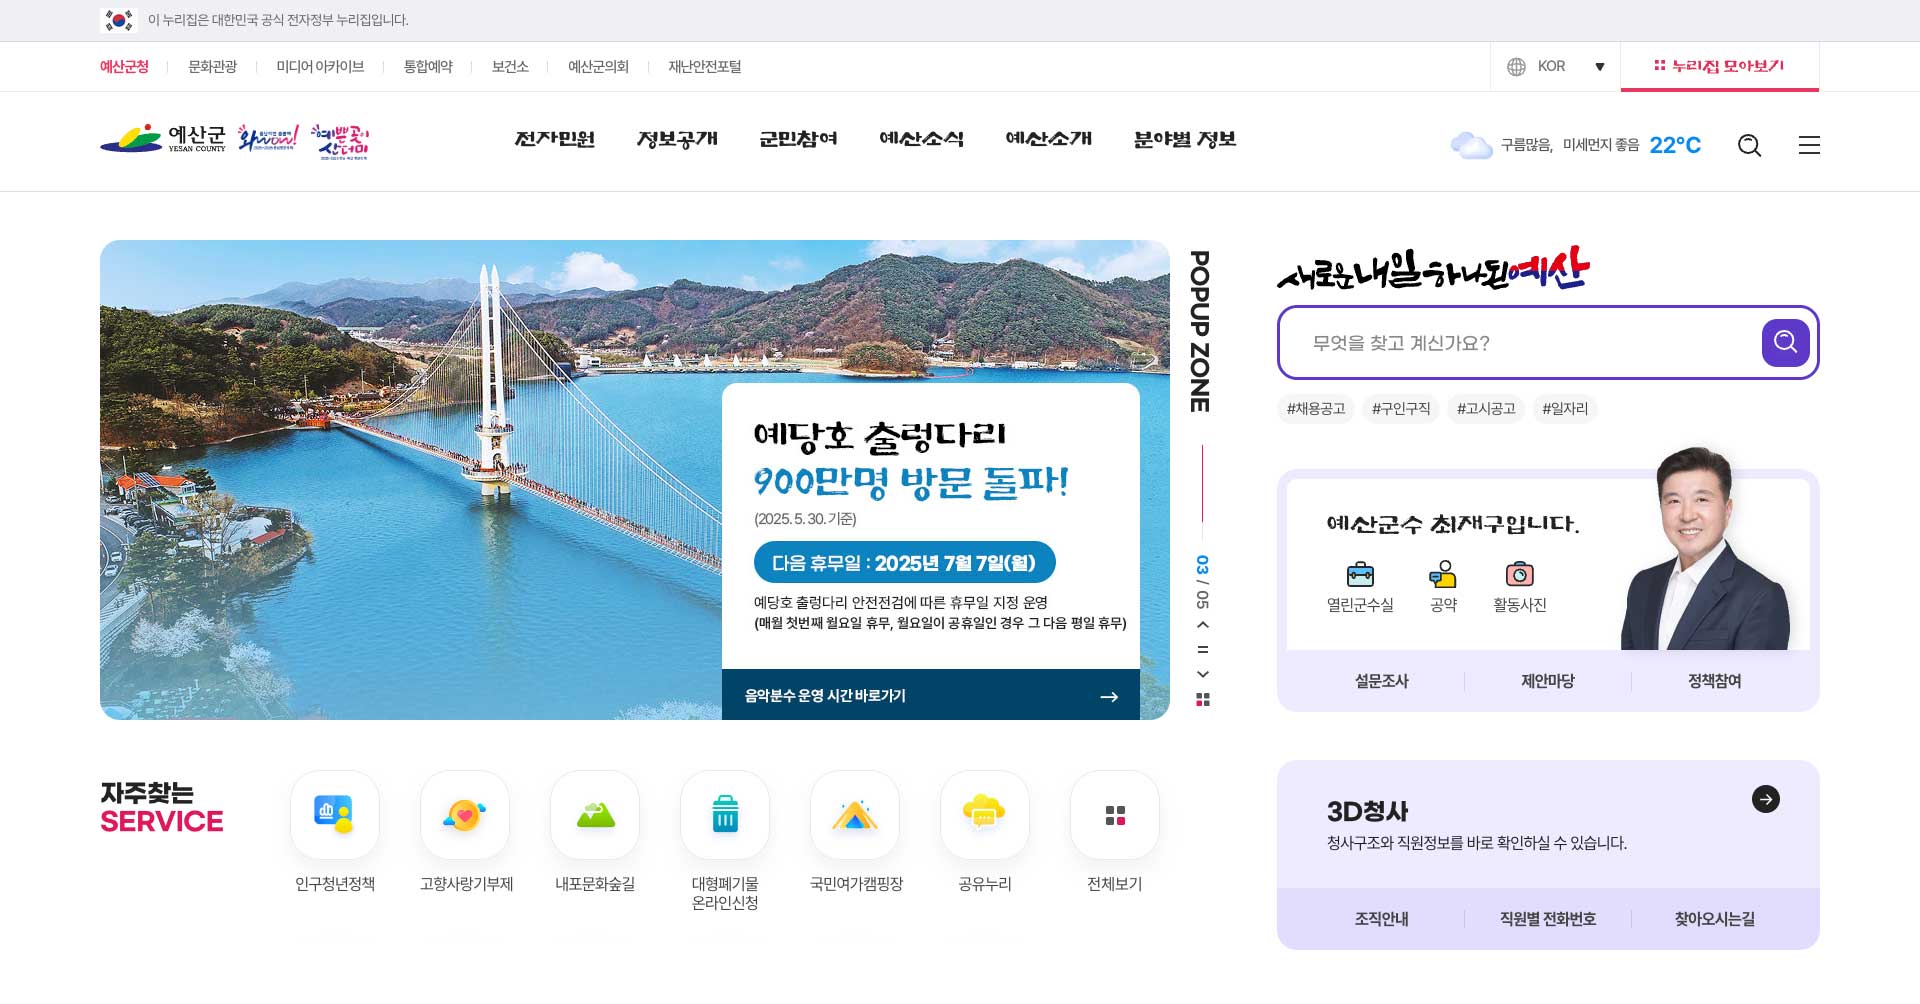 이 누리집은 대한민국 공식 전자정부 누리집입니다.
예산군청
문화관광
미디어 아카이브
통합예약
보건소
예산군의회
재난안전포털
KOR
누리집 모아보기
예산군
YESAN COUNTY
와wow!
예쁜꽃이
산더미
전자민원
정보공개
군민참여
예산소식
예산소개
분야별 정보
구름많음, 미세먼지 좋음 22°C
예당호 출렁다리
900만명 방문 돌파!
(2025. 5. 30. 기준)
다음 휴무일 : 2025년 7월 7일(월)
예당호 출렁다리 안전전검에 따른 휴무일 지정 운영
(매월 첫번째 월요일 휴무, 월요일이 공휴일인 경우 그 다음 평일 휴무)
음악분수 운영 시간 바로가기
POPUP ZONE
03 / 05
새로운 내일 하나된 예산
무엇을 찾고 계신가요?
#채용공고
#구인구직
#고시공고
#일자리
예산군수 최재구입니다.
열린군수실
공약
활동사진
설문조사
제안마당
정책참여
자주찾는
SERVICE
인구청년정책
고향사랑기부제
내포문화숲길
대형폐기물
온라인신청
국민여가캠핑장
공유누리
전체보기
3D청사
청사구조와 직원정보를 바로 확인하실 수 있습니다.
조직안내
직원별 전화번호
찾아오시는길